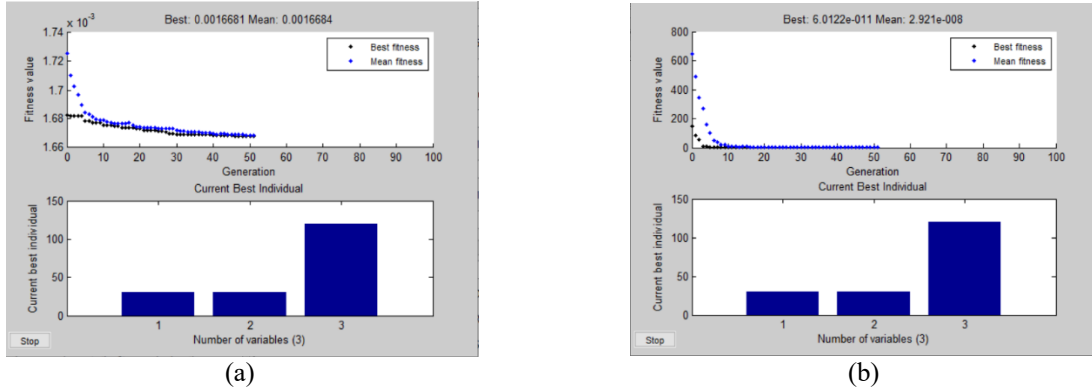 Best: 0.0016681 Mean: 0.0016684
x 10⁻³
1.74
1.72
1.7
1.68
1.66
Fitness value
Best fitness
Mean fitness
0 10 20 30 40 50 60 70 80 90 100
Generation
Current Best Individual
150
100
50
0
Current best individual
1 2 3
Number of variables (3)
Stop
(a)
Best: 6.0122e-011 Mean: 2.921e-008
800
600
400
200
0
Fitness value
Best fitness
Mean fitness
0 10 20 30 40 50 60 70 80 90 100
Generation
Current Best Individual
150
100
50
0
Current best individual
1 2 3
Number of variables (3)
Stop
(b)